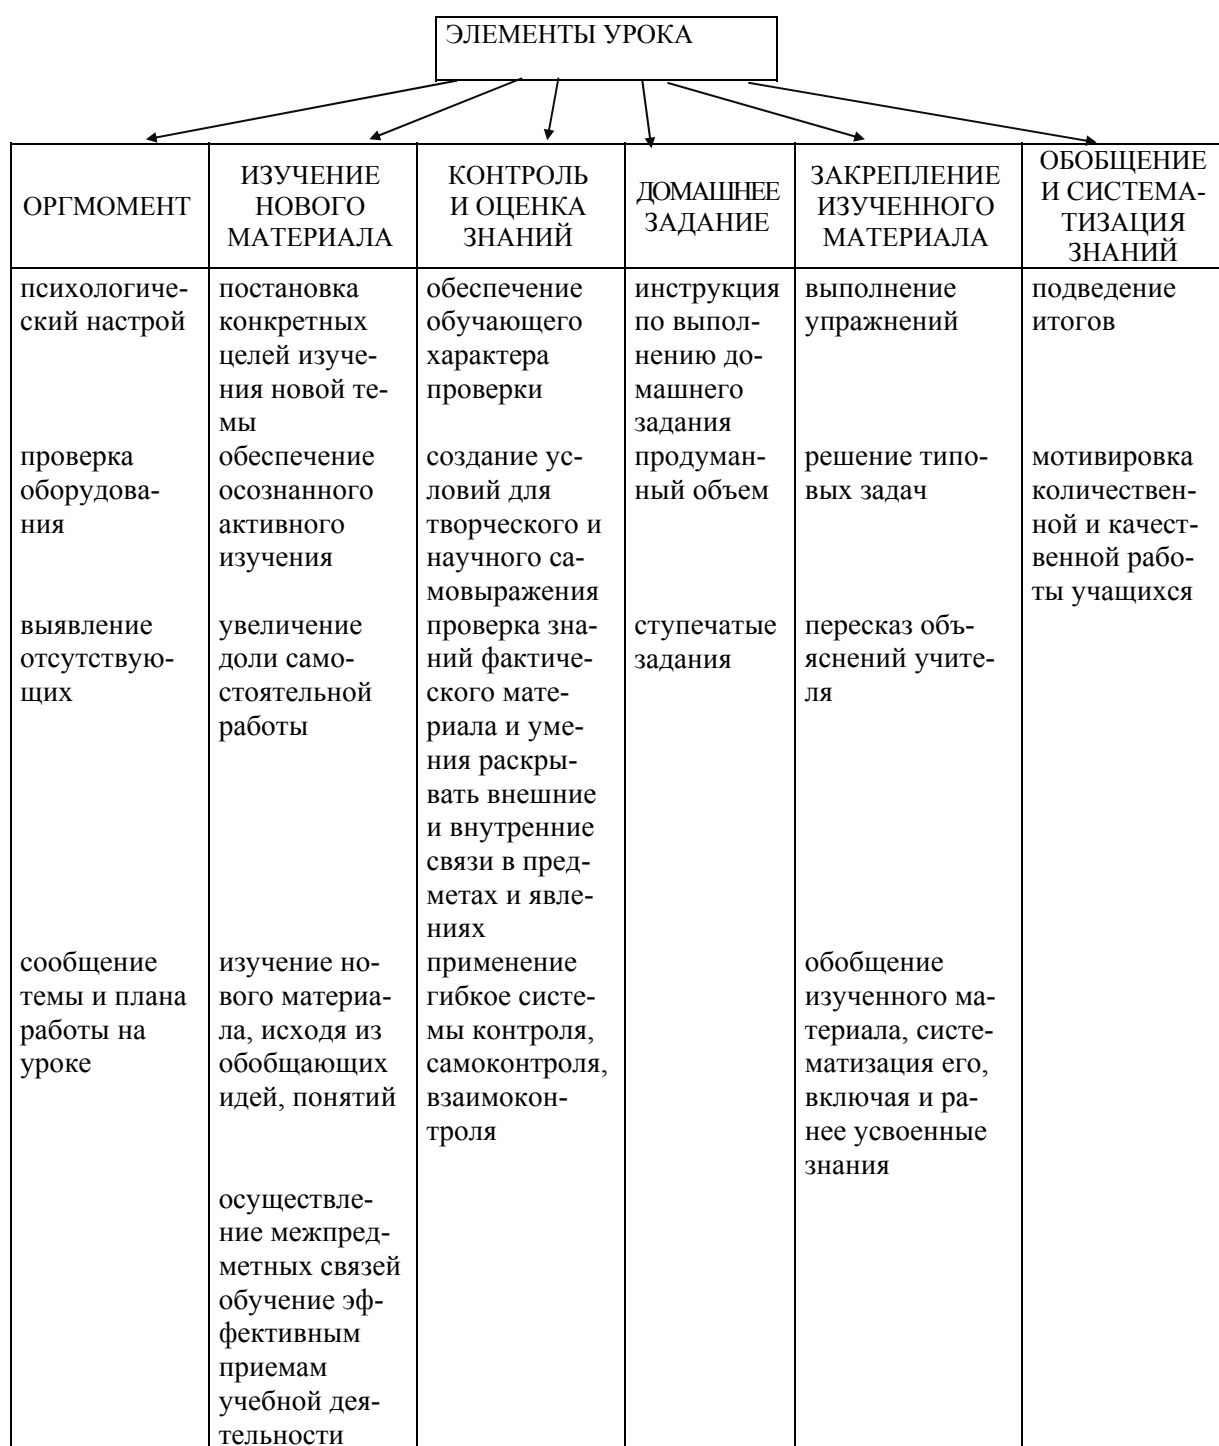 ЭЛЕМЕНТЫ УРОКА
ОРГМОМЕНТ
ИЗУЧЕНИЕ
НОВОГО
МАТЕРИАЛА
КОНТРОЛЬ
И ОЦЕНКА
ЗНАНИЙ
ДОМАШНЕЕ
ЗАДАНИЕ
ЗАКРЕПЛЕНИЕ
ИЗУЧЕННОГО
МАТЕРИАЛА
ОБОБЩЕНИЕ
И СИСТЕМА-
ТИЗАЦИЯ
ЗНАНИЙ
психологиче-
ский настрой
постановка
конкретных
целей изуче-
ния новой те-
мы
обеспечение
обучающего
характера
проверки
инструкция
по выпол-
нению до-
машнего
задания
выполнение
упражнений
подведение
итогов
проверка
оборудова-
ния
обеспечение
осознанного
активного
изучения
создание ус-
ловий для
творческого и
научного са-
мовыражения
продуман-
ный объем
решение типо-
вых задач
мотивировка
количествен-
ной и качест-
венной рабо-
ты учащихся
выявление
отсутствую-
щих
увеличение
доли само-
стоятельной
работы
проверка зна-
ний фактиче-
ского мате-
риала и уме-
ния раскры-
вать внешние
и внутренние
связи в пред-
метах и явле-
ниях
ступечатые
задания
пересказ объ-
яснений учите-
ля
сообщение
темы и плана
работы на
уроке
изучение но-
вого материа-
ла, исходя из
обобщающих
идей, понятий
применение
гибкое систе-
мы контроля,
самоконтроля,
взаимокон-
троля
обобщение
изученного ма-
териала, систе-
матизация его,
включая и ра-
нее усвоенные
знания
осуществле-
ние межпред-
метных связей
обучение эф-
фективным
приемам
учебной дея-
тельности